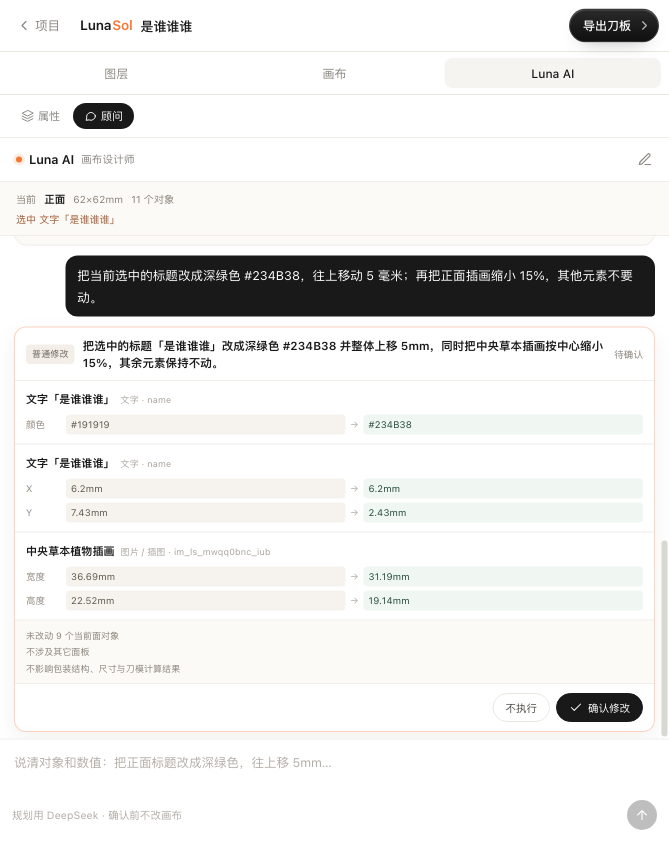 项目 LunaSol 是谁谁谁 导出刀板
图层 画布 Luna AI
属性 顾问
Luna AI 画布设计师
当前 正面 62×62mm 11 个对象
选中 文字「是谁谁谁」
把当前选中的标题改成深绿色 #234B38，往上移动 5 毫米；再把正面插画缩小 15%，其他元素不要
动。
普通修改 把选中的标题「是谁谁谁」改成深绿色 #234B38 并整体上移 5mm，同时把中央草本插画按中心缩小 待确认
15%，其余元素保持不动。
文字「是谁谁谁」 文字 · name
颜色 #191919 → #234B38
文字「是谁谁谁」 文字 · name
X 6.2mm → 6.2mm
Y 7.43mm → 2.43mm
中央草本植物插画 图片 / 插图 · im_ls_mwqq0bnc_iub
宽度 36.69mm → 31.19mm
高度 22.52mm → 19.14mm
未改动 9 个当前面对象
不涉及其它面板
不影响包装结构、尺寸与刀模计算结果
不执行 确认修改
说清对象和数值：把正面标题改成深绿色，往上移 5mm...
规划用 DeepSeek · 确认前不改画布